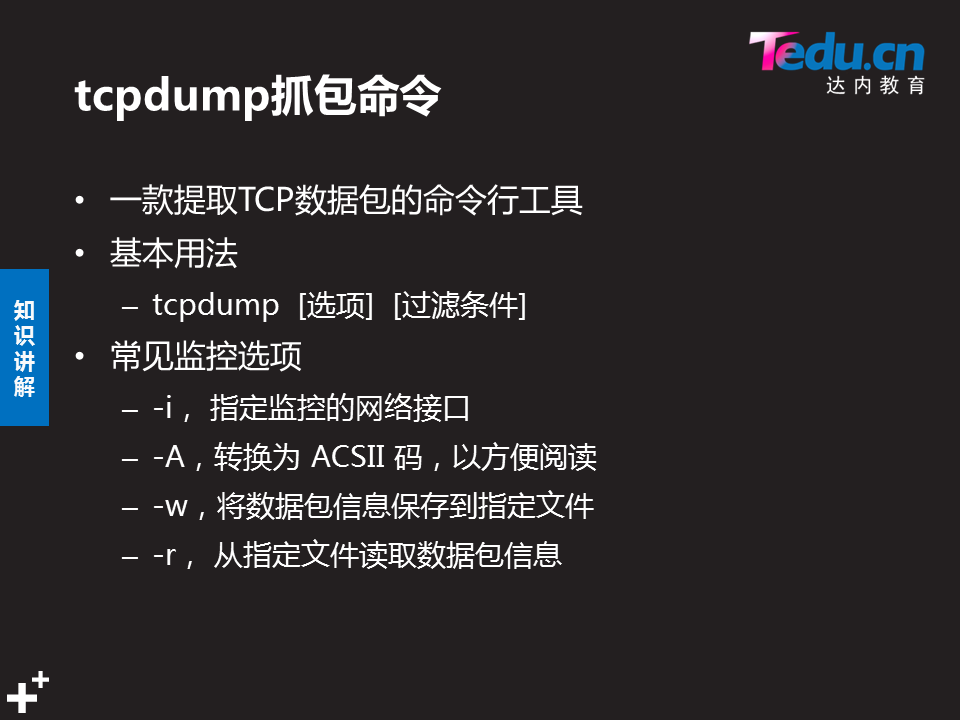 Tedu.cn
达内教育
tcpdump抓包命令
• 一款提取TCP数据包的命令行工具
• 基本用法
– tcpdump [选项] [过滤条件]
• 常见监控选项
– -i， 指定监控的网络接口
– -A，转换为 ACSII 码，以方便阅读
– -w，将数据包信息保存到指定文件
– -r， 从指定文件读取数据包信息
知识讲解